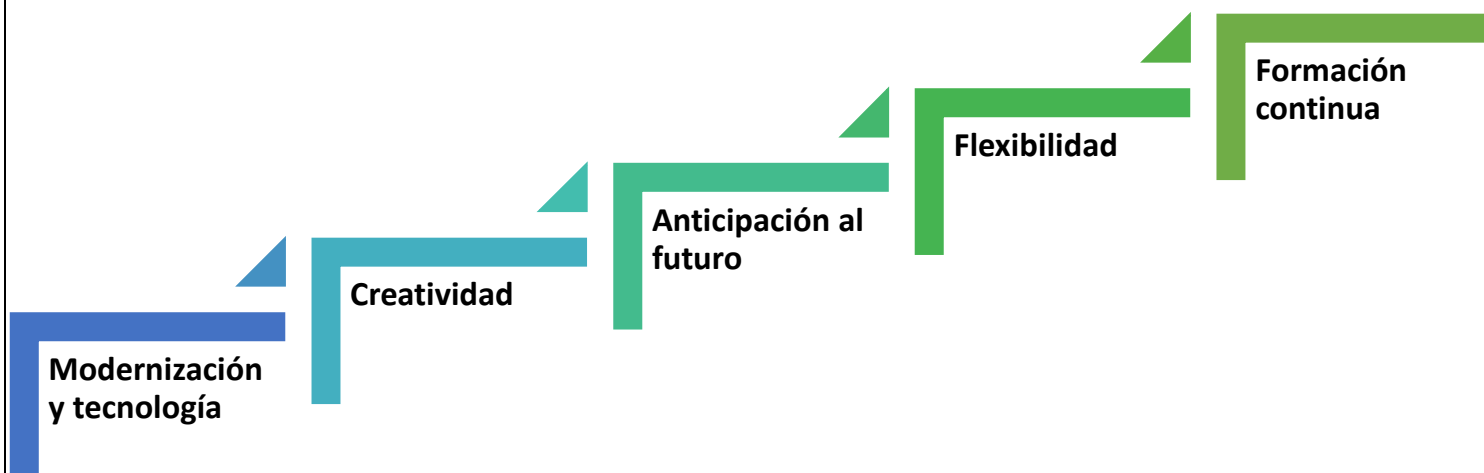 Modernización
y tecnología
Creatividad
Anticipación al
futuro
Flexibilidad
Formación
continua